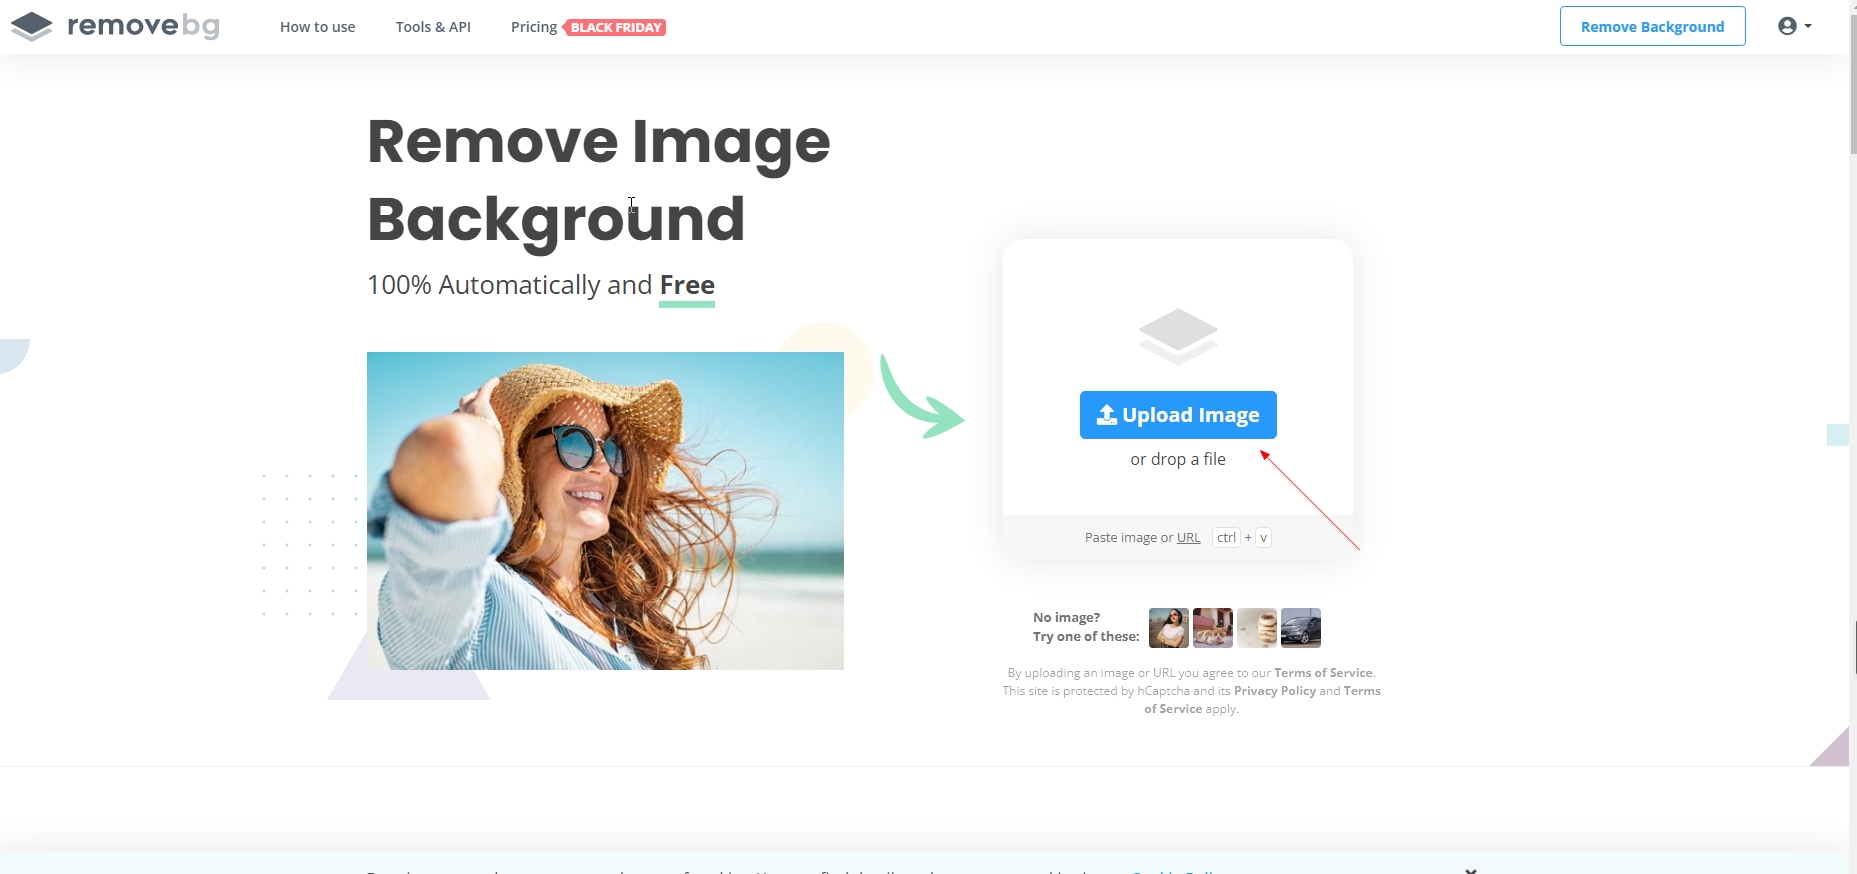 removebg
How to use
Tools & API
Pricing
BLACK FRIDAY
Remove Background
Remove Image
Background
100% Automatically and Free
Upload Image
or drop a file
Paste image or URL ctrl + v
No image?
Try one of these:
By uploading an image or URL you agree to our Terms of Service.
This site is protected by hCaptcha and its Privacy Policy and Terms
of Service apply.